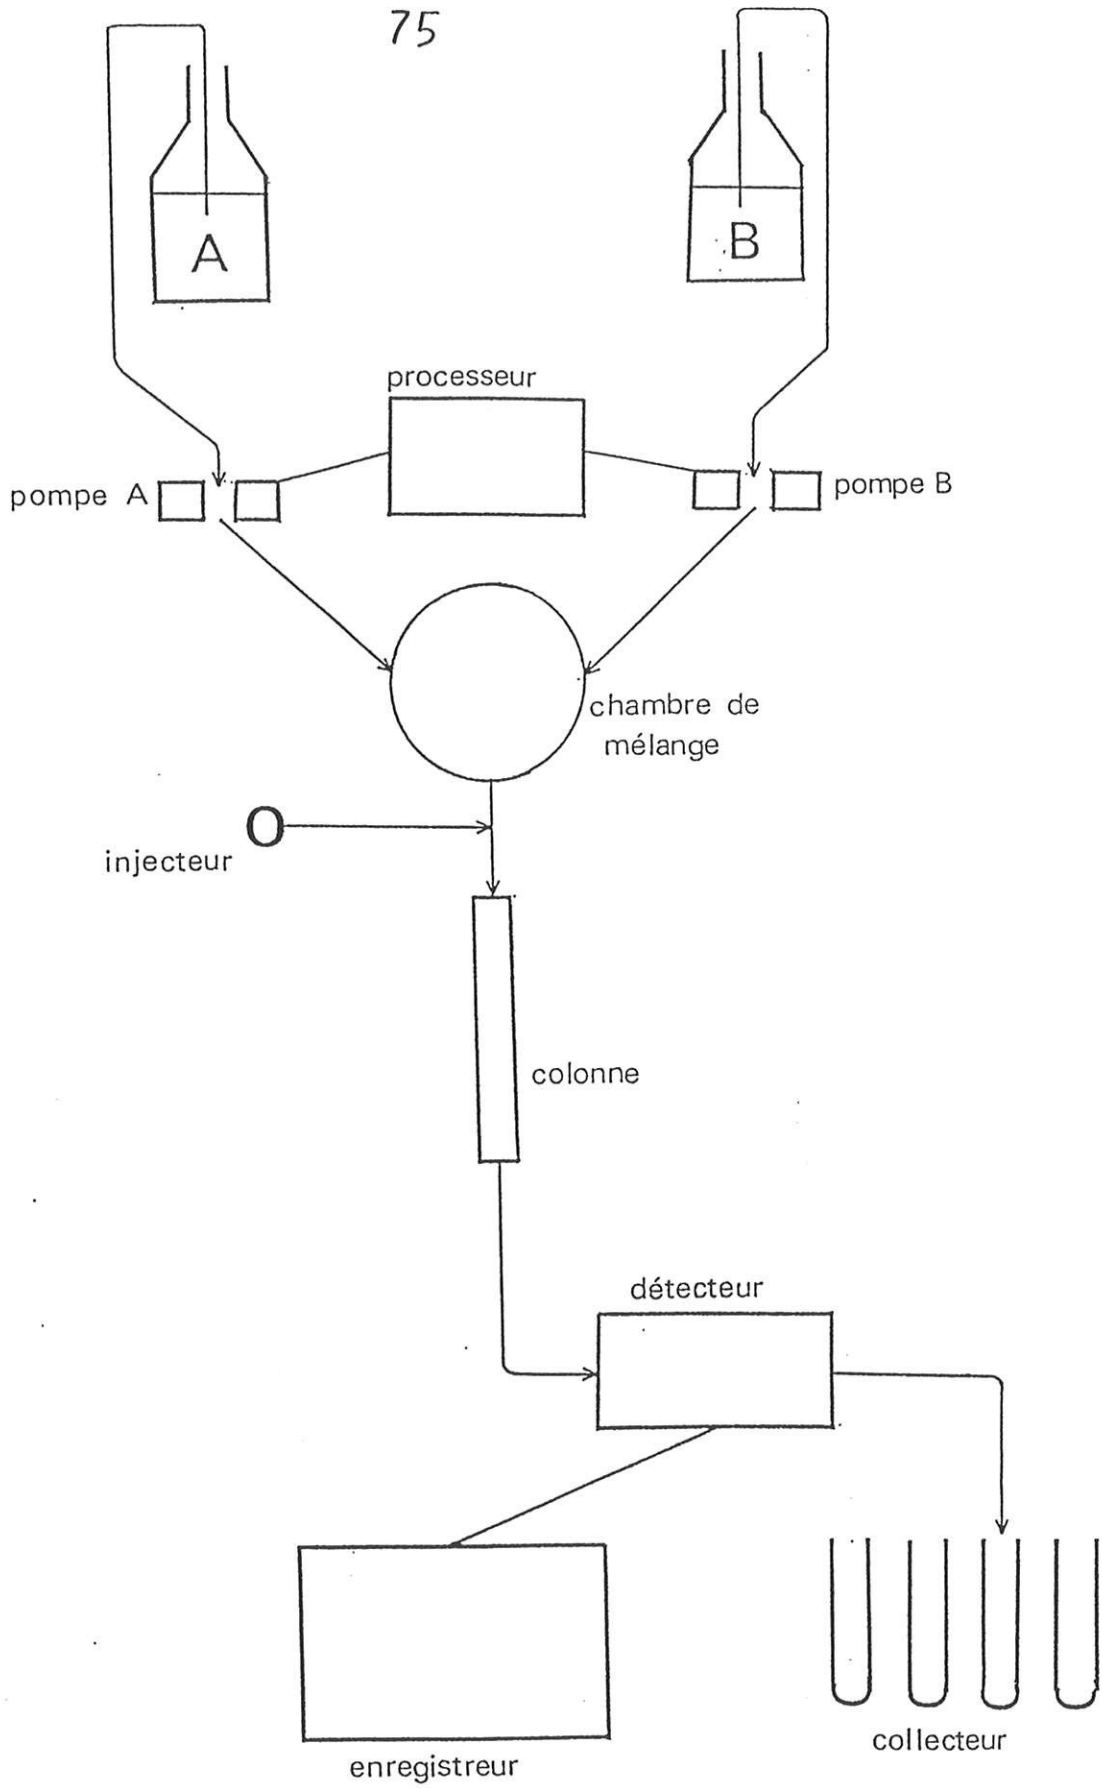 75
A
B
processeur
pompe A
pompe B
chambre de
mélange
injecteur
colonne
détecteur
collecteur
enregistreur